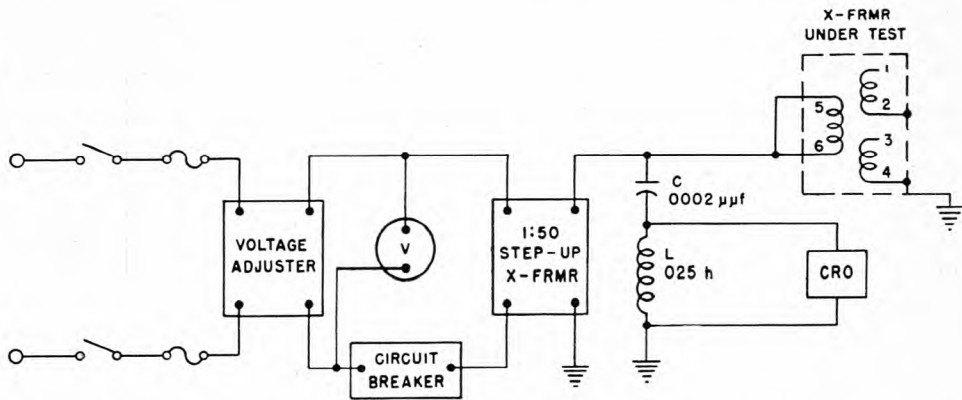 X-FRMR
UNDER TEST
1
2
3
4
5
6
VOLTAGE
ADJUSTER
V
1:50
STEP-UP
X-FRMR
C
0002 μμf
L
025 h
CRO
CIRCUIT
BREAKER